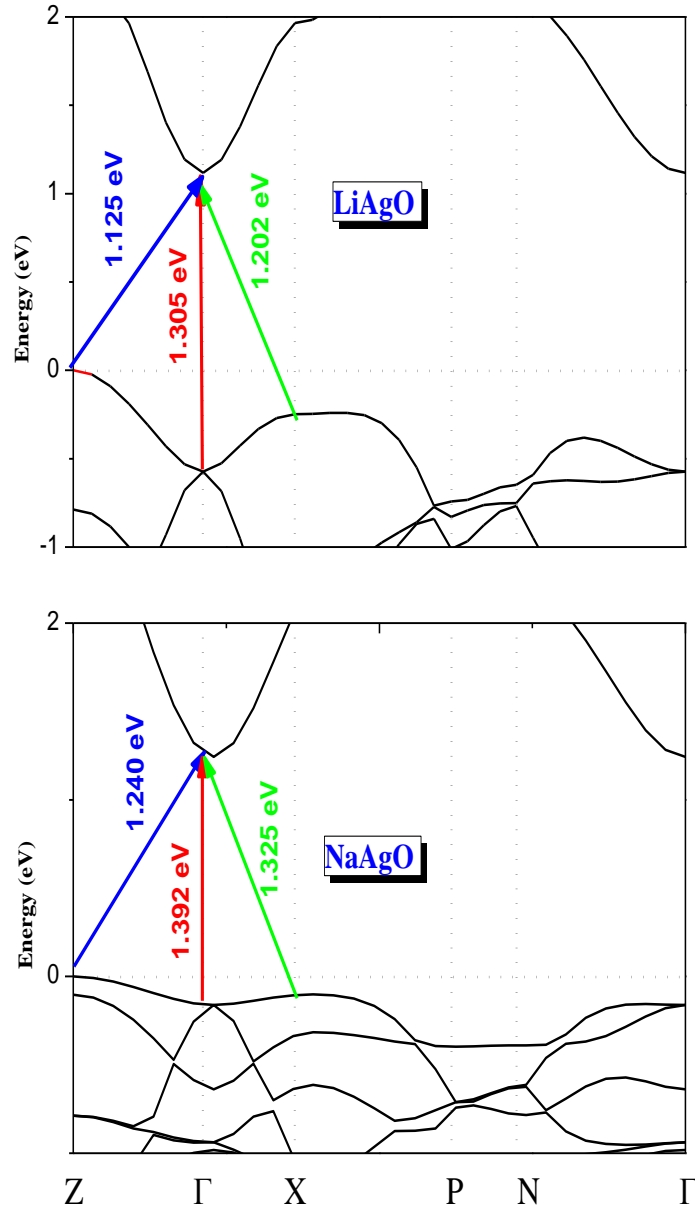 2
1.125 eV
1.305 eV
1.202 eV
LiAgO
1
Energy (eV)
0
-1
2
1.240 eV
1.392 eV
1.325 eV
NaAgO
Energy (eV)
0
Z Γ X P N Γ